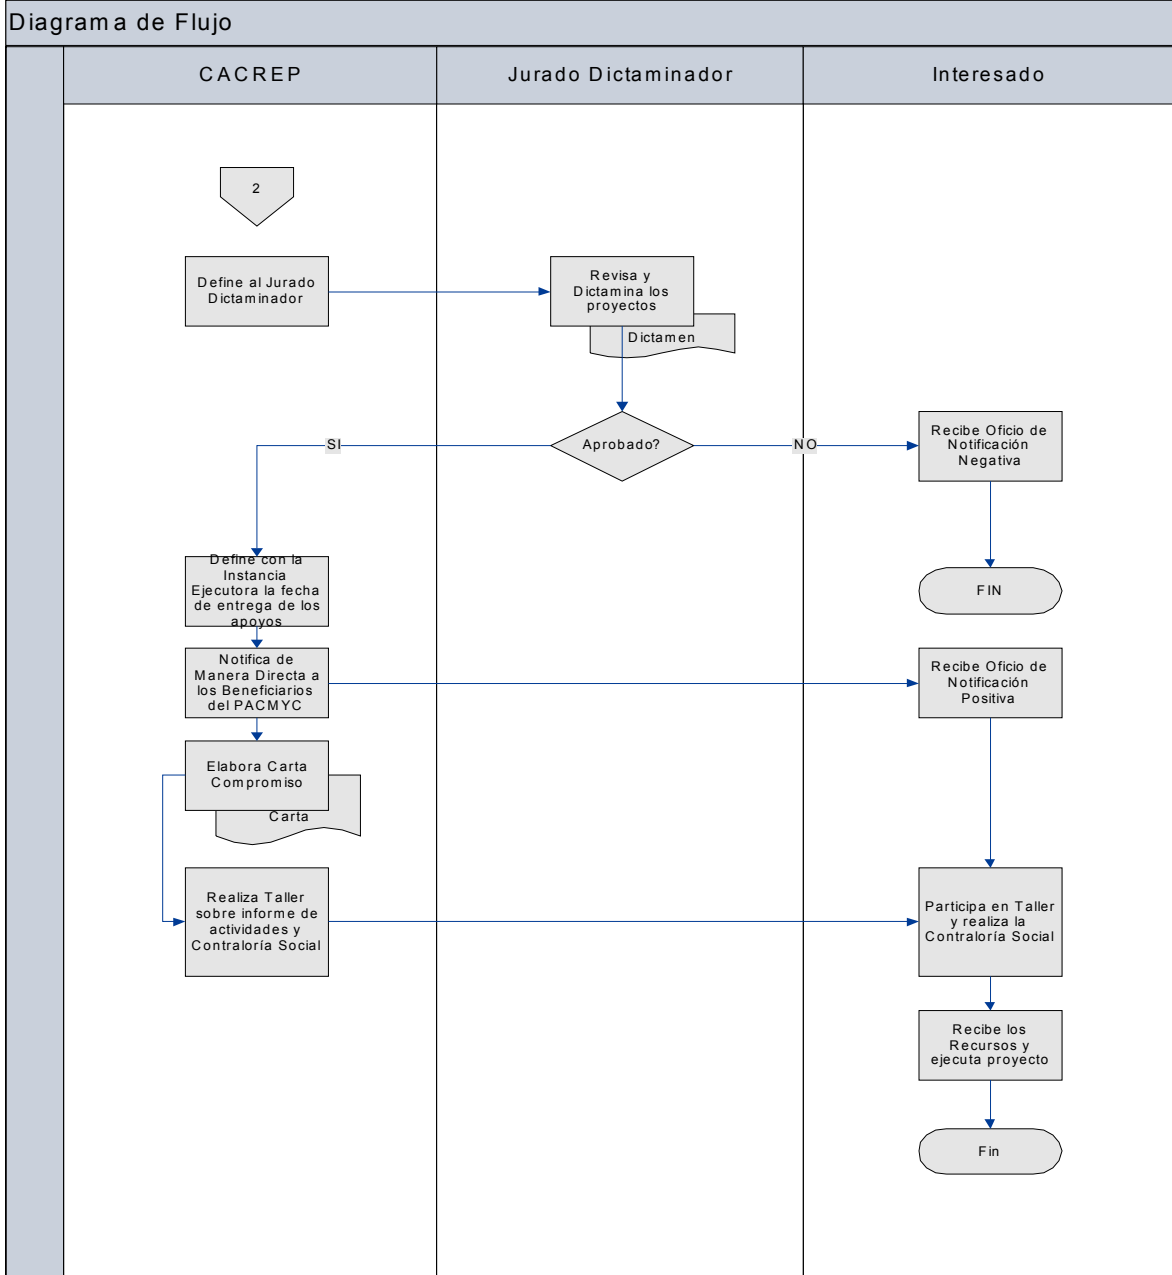 Diagrama de Flujo
CACREP
Jurado Dictaminador
Interesado
2
Define al Jurado
Dictaminador
Revisa y
Dictamina los
proyectos
Dictamen
Aprobado?
SI
NO
Recibe Oficio de
Notificación
Negativa
FIN
Define con la
Instancia
Ejecutora la fecha
de entrega de los
apoyos
Notifica de
Manera Directa a
los Beneficiarios
del PACMYC
Recibe Oficio de
Notificación
Positiva
Elabora Carta
Compromiso
Carta
Realiza Taller
sobre informe de
actividades y
Contraloría Social
Participa en Taller
y realiza la
Contraloría Social
Recibe los
Recursos y
ejecuta proyecto
Fin